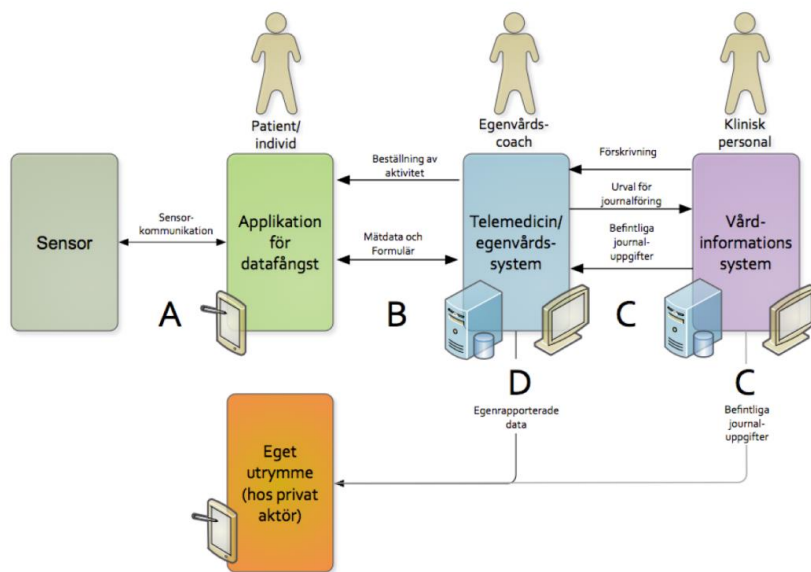 Patient/
individ
Egenvårds-
coach
Klinisk
personal
Sensor
Sensor-
kommunikation
Applikation
för
datafångst
Beställning av
aktivitet
Mätdata och
Formulär
Telemedicin/
egenvårds-
system
Förskrivning
Urval för
journalföring
Befintliga
journal-
uppgifter
Vård-
informations
system
A
B
C
D
C
Egenrapporterade
data
Befintliga
journal-
uppgifter
Eget
utrymme
(hos privat
aktör)